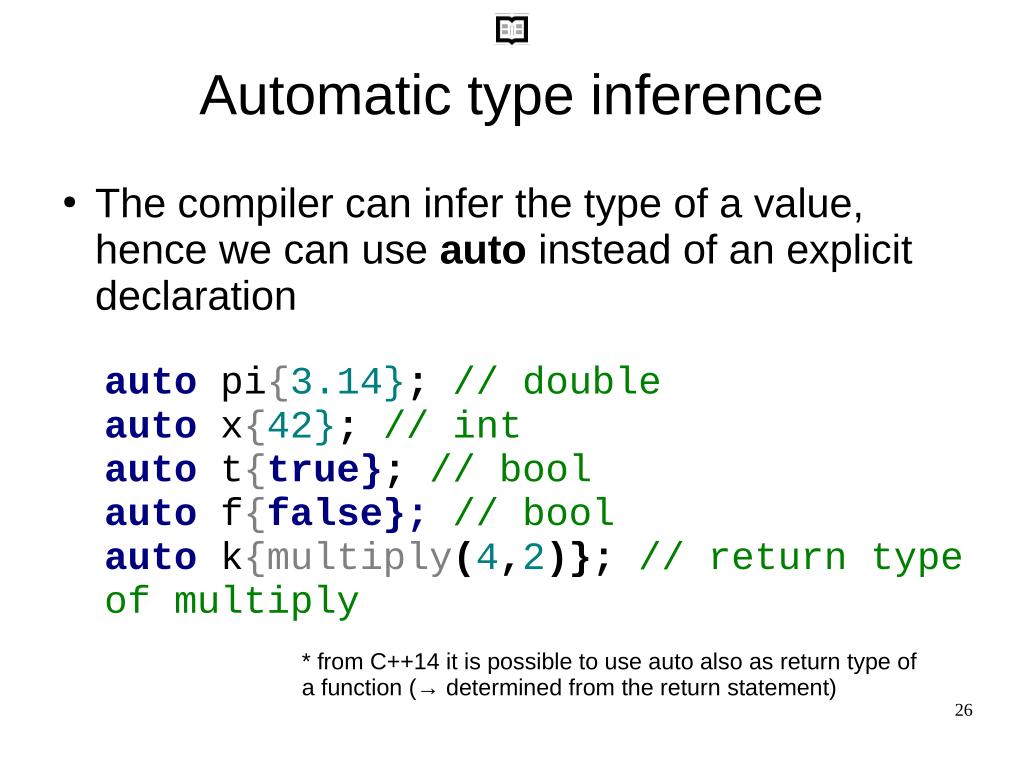 Automatic type inference
• The compiler can infer the type of a value,
hence we can use auto instead of an explicit
declaration
auto pi{3.14}; // double
auto x{42}; // int
auto t{true}; // bool
auto f{false}; // bool
auto k{multiply(4,2)}; // return type
of multiply
* from C++14 it is possible to use auto also as return type of
a function (→ determined from the return statement)
26